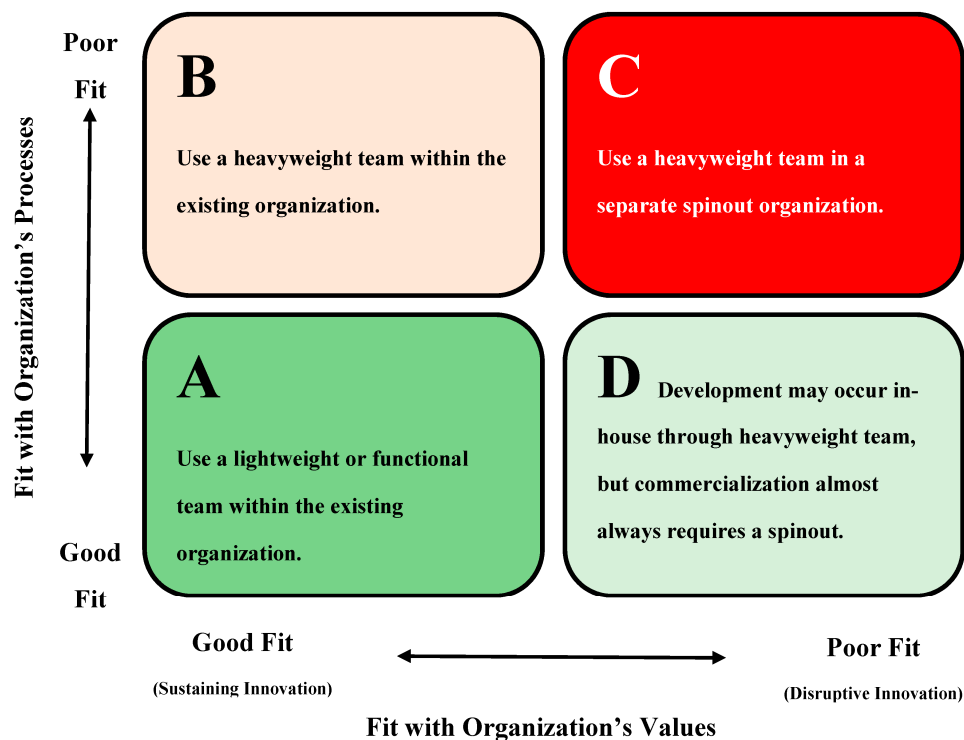 Poor
Fit
Fit with Organization’s Processes
Good
Fit
B
Use a heavyweight team within the
existing organization.
C
Use a heavyweight team in a
separate spinout organization.
A
Use a lightweight or functional
team within the existing
organization.
D Development may occur in-
house through heavyweight team,
but commercialization almost
always requires a spinout.
Good Fit
(Sustaining Innovation)
Poor Fit
(Disruptive Innovation)
Fit with Organization’s Values